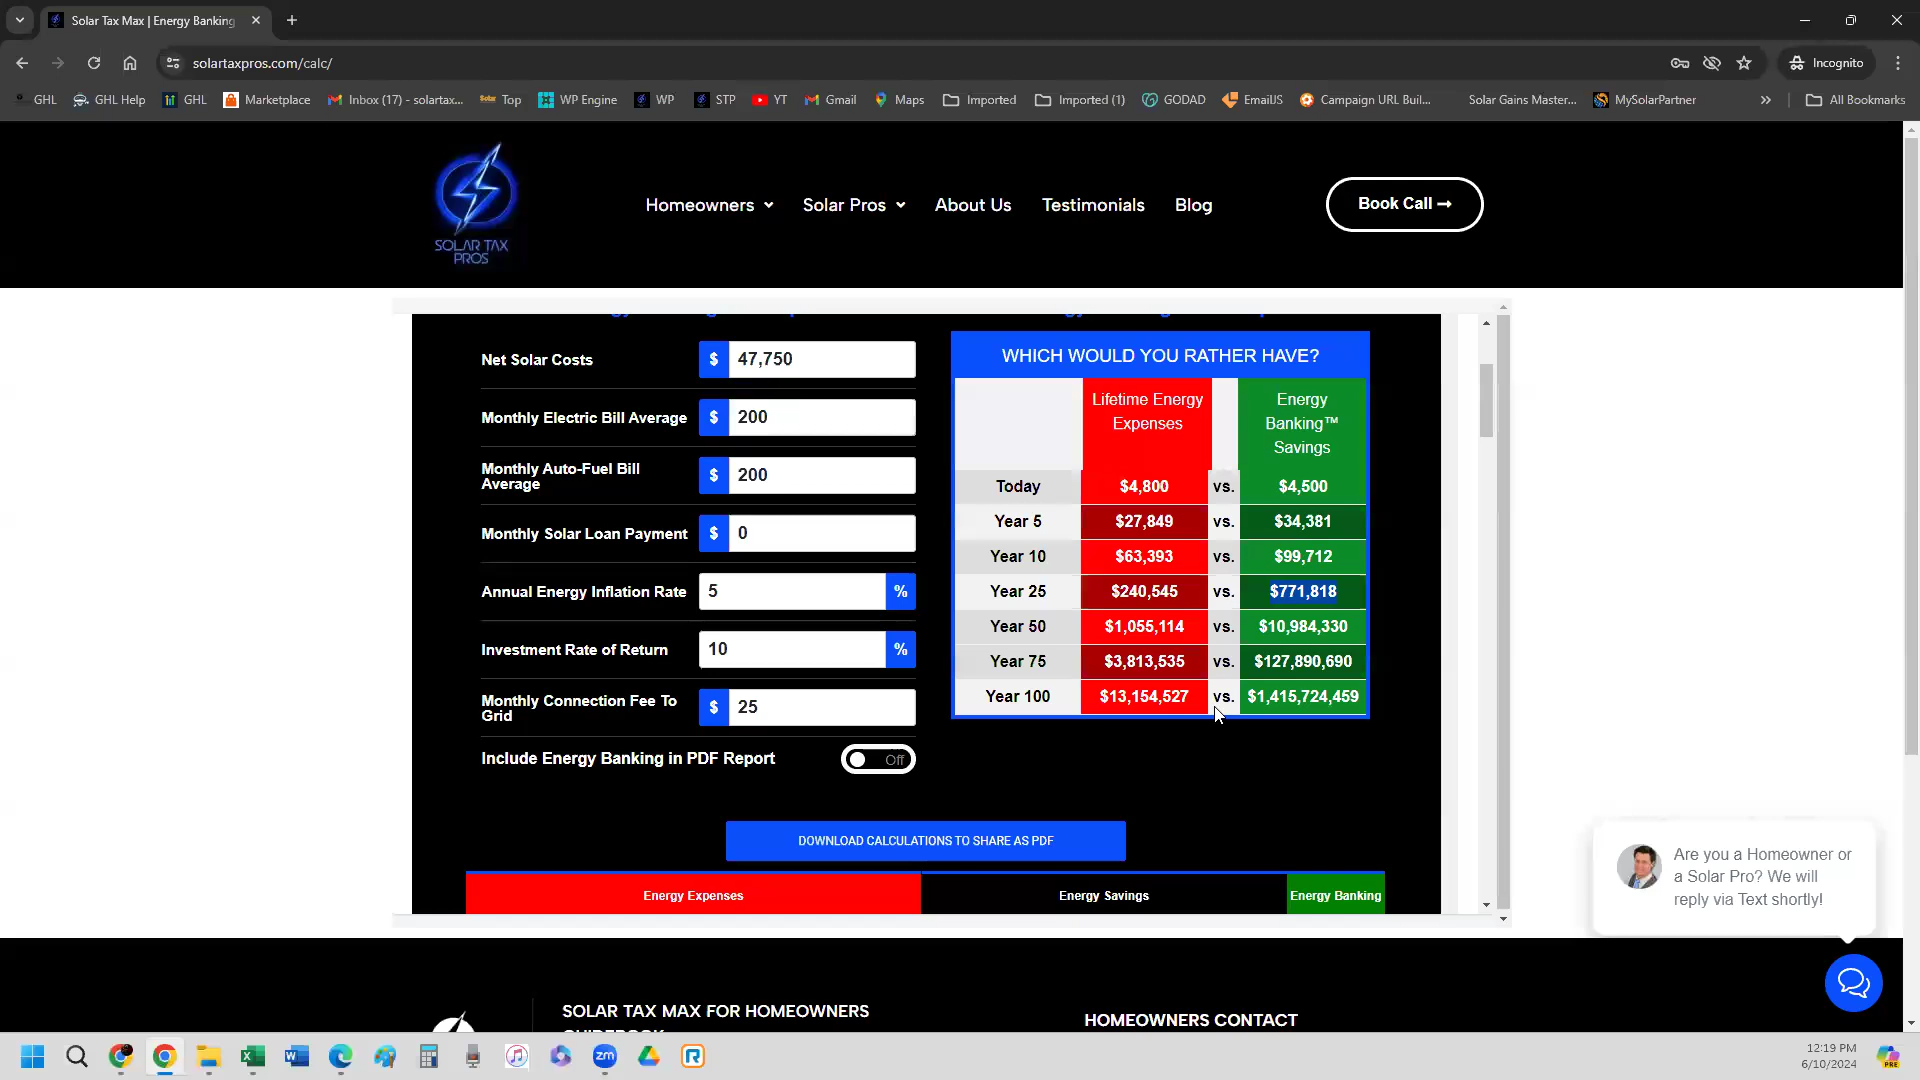 Solar Tax Max | Energy Banking
solartaxpros.com/calc/
Incognito
GHL
GHL Help
GHL
Marketplace
Inbox (17) - solartax...
Top
WP Engine
WP
STP
YT
Gmail
Maps
Imported
Imported (1)
GODAD
EmailJS
Campaign URL Buil...
Solar Gains Master...
MySolarPartner
»
All Bookmarks
SOLAR TAX
PROS
Homeowners
Solar Pros
About Us
Testimonials
Blog
Book Call →
Net Solar Costs
$ 47,750
Monthly Electric Bill Average
$ 200
Monthly Auto-Fuel Bill
Average
$ 200
Monthly Solar Loan Payment
$ 0
Annual Energy Inflation Rate
5 %
Investment Rate of Return
10 %
Monthly Connection Fee To
Grid
$ 25
Include Energy Banking in PDF Report
Off
WHICH WOULD YOU RATHER HAVE?
Lifetime Energy
Expenses
Energy
Banking™
Savings
Today $4,800 vs. $4,500
Year 5 $27,849 vs. $34,381
Year 10 $63,393 vs. $99,712
Year 25 $240,545 vs. $771,818
Year 50 $1,055,114 vs. $10,984,330
Year 75 $3,813,535 vs. $127,890,690
Year 100 $13,154,527 vs. $1,415,724,459
DOWNLOAD CALCULATIONS TO SHARE AS PDF
Energy Expenses
Energy Savings
Energy Banking
Are you a Homeowner or
a Solar Pro? We will
reply via Text shortly!
SOLAR TAX MAX FOR HOMEOWNERS
HOMEOWNERS CONTACT
zm
12:19 PM
6/10/2024
PRE